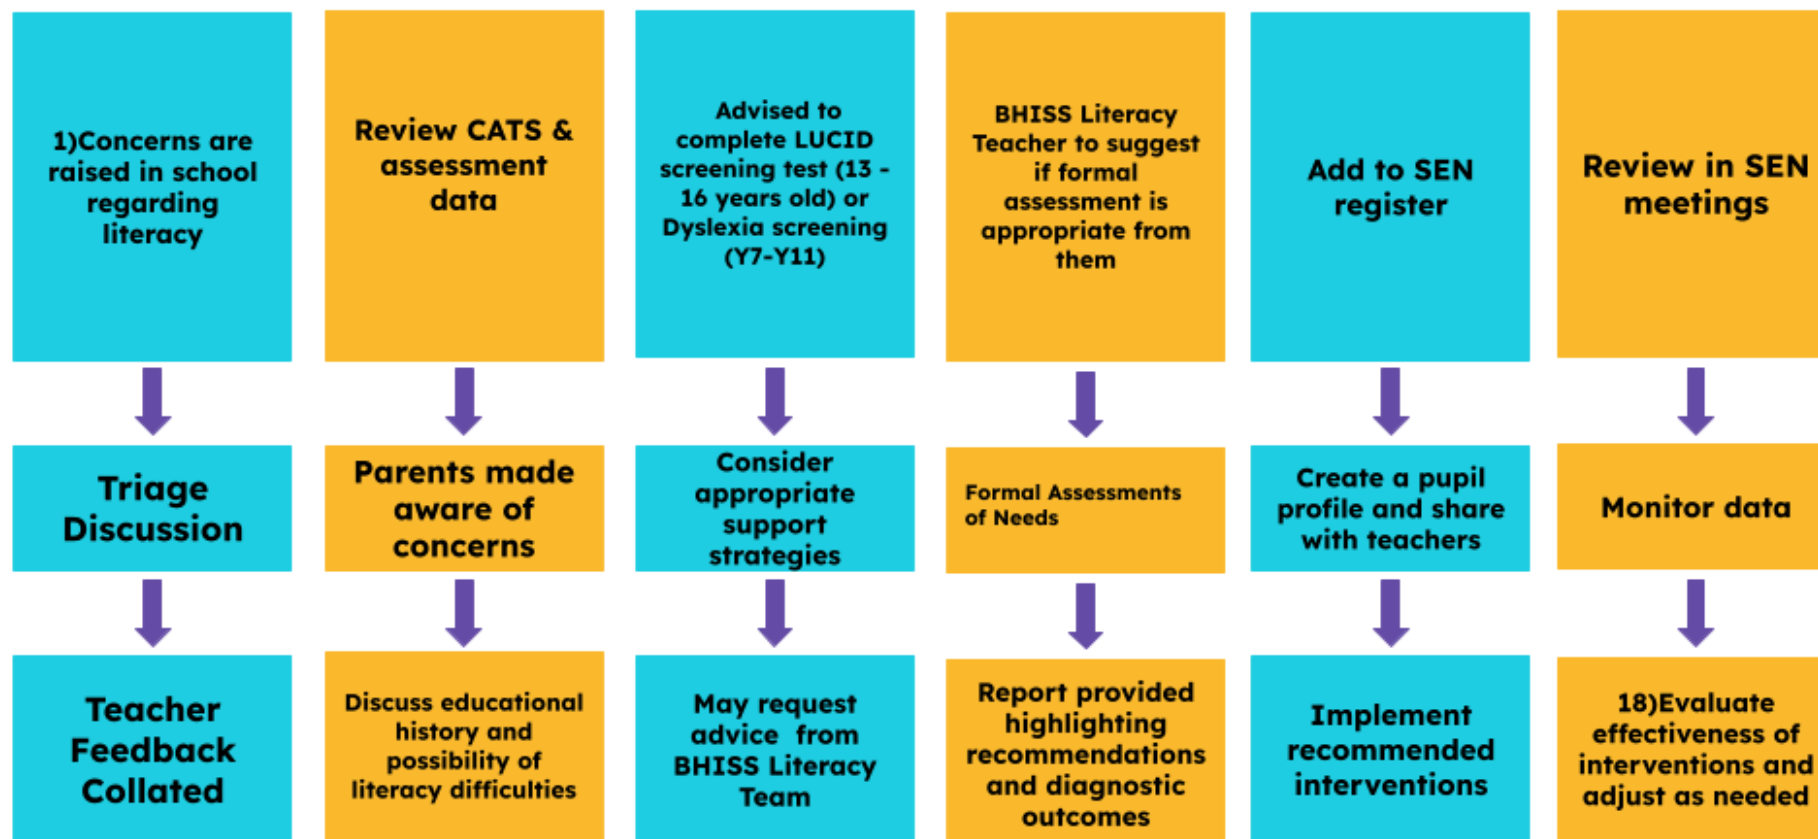 1)Concerns are
raised in school
regarding
literacy
Triage
Discussion
Teacher
Feedback
Collated
Review CATS &
assessment
data
Parents made
aware of
concerns
Discuss educational
history and
possibility of
literacy difficulties
Advised to
complete LUCID
screening test (13 -
16 years old) or
Dyslexia screening
(Y7-Y11)
Consider
appropriate
support
strategies
May request
advice from
BHISS Literacy
Team
BHISS Literacy
Teacher to suggest
if formal
assessment is
appropriate from
them
Formal Assessments
of Needs
Report provided
highlighting
recommendations
and diagnostic
outcomes
Add to SEN
register
Create a pupil
profile and share
with teachers
Implement
recommended
interventions
Review in SEN
meetings
Monitor data
18)Evaluate
effectiveness of
interventions and
adjust as needed